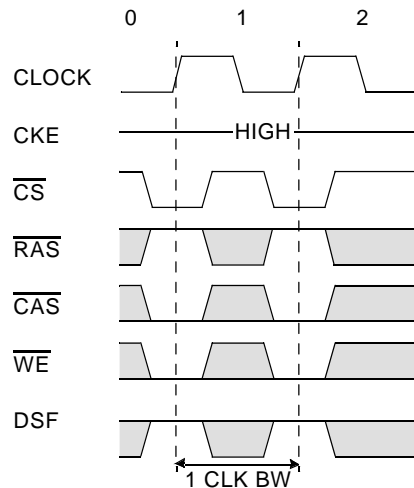 0 1 2
CLOCK
CKE HIGH
CS
RAS
CAS
WE
DSF
1 CLK BW